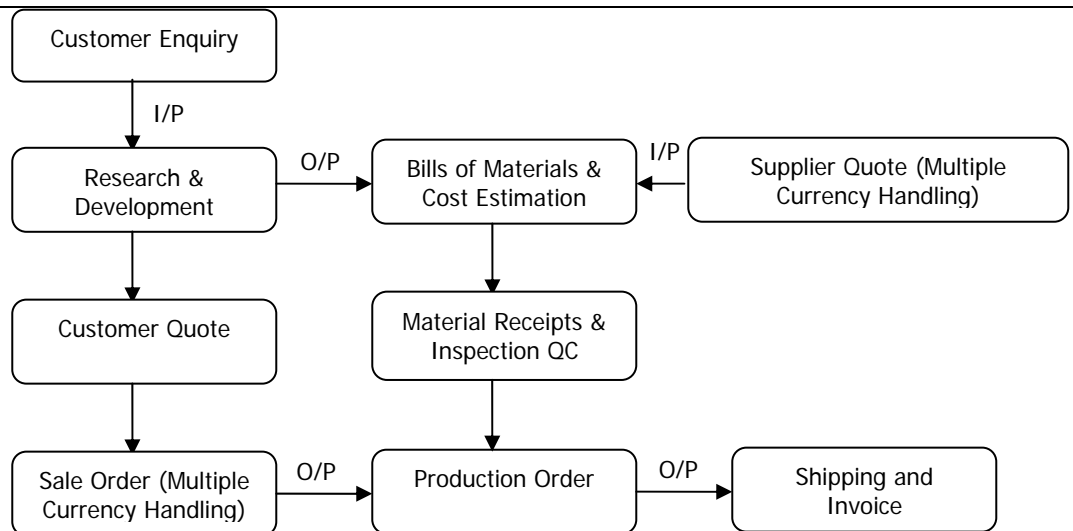 Customer Enquiry
I/P
Research &
Development
O/P
Bills of Materials &
Cost Estimation
I/P
Supplier Quote (Multiple
Currency Handling)
Customer Quote
Material Receipts &
Inspection QC
Sale Order (Multiple
Currency Handling)
O/P
Production Order
O/P
Shipping and
Invoice